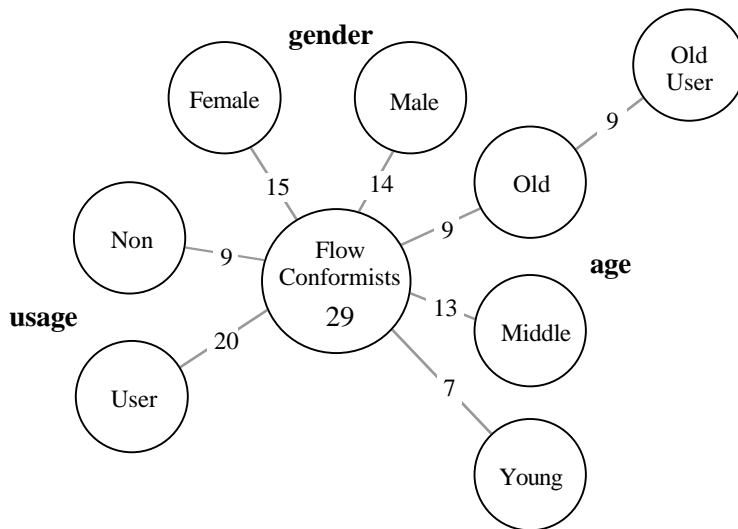 gender
Old
User
Female
Male
9
15
14
Old
Non
9
9
Flow
Conformists
29
age
usage
13
Middle
20
User
7
Young